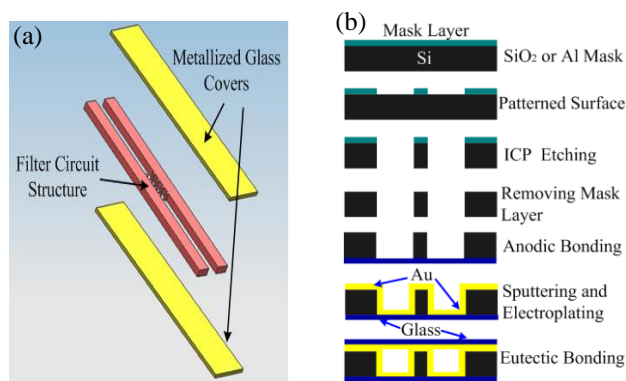 (a)
Metallized Glass
Covers
Filter Circuit
Structure
(b)
Mask Layer
Si
SiO₂ or Al Mask
Patterned Surface
ICP Etching
Removing Mask
Layer
Anodic Bonding
Au
Sputtering and
Electroplating
Glass
Eutectic Bonding